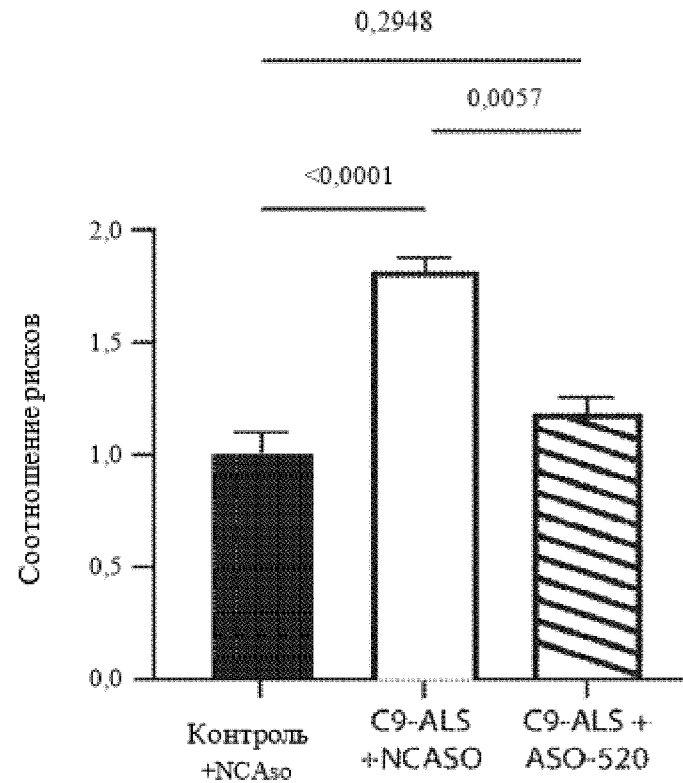 0,2948
0,0057
<0,0001
2,0
1,5
1,0
0,5
0,0
Соотношение рисков
Контроль
+NCAso
C9-ALS
+NCASO
C9-ALS +
ASO-520